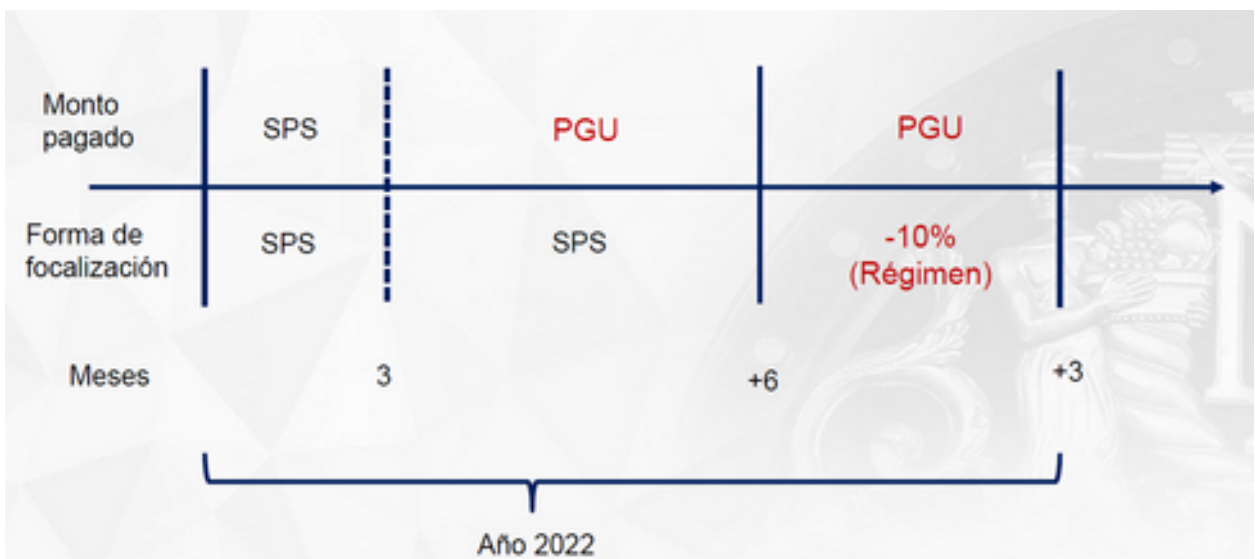 Monto
pagado
SPS
PGU
PGU
Forma de
focalización
SPS
SPS
-10%
(Régimen)
Meses
3
+6
+3
Año 2022